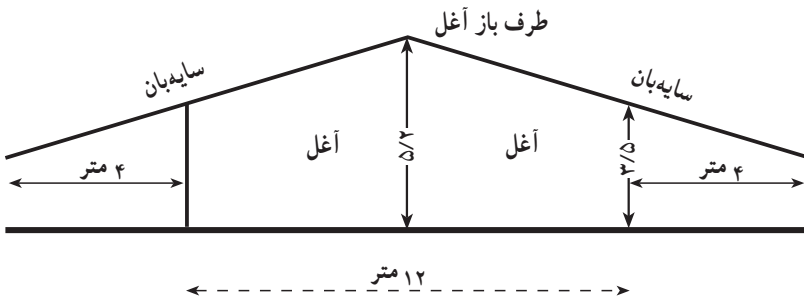 طرف باز آغل
سایه‌بان
سایه‌بان
آغل
۵/۲
آغل
۳/۵
۴ متر
۴ متر
۱۲ متر